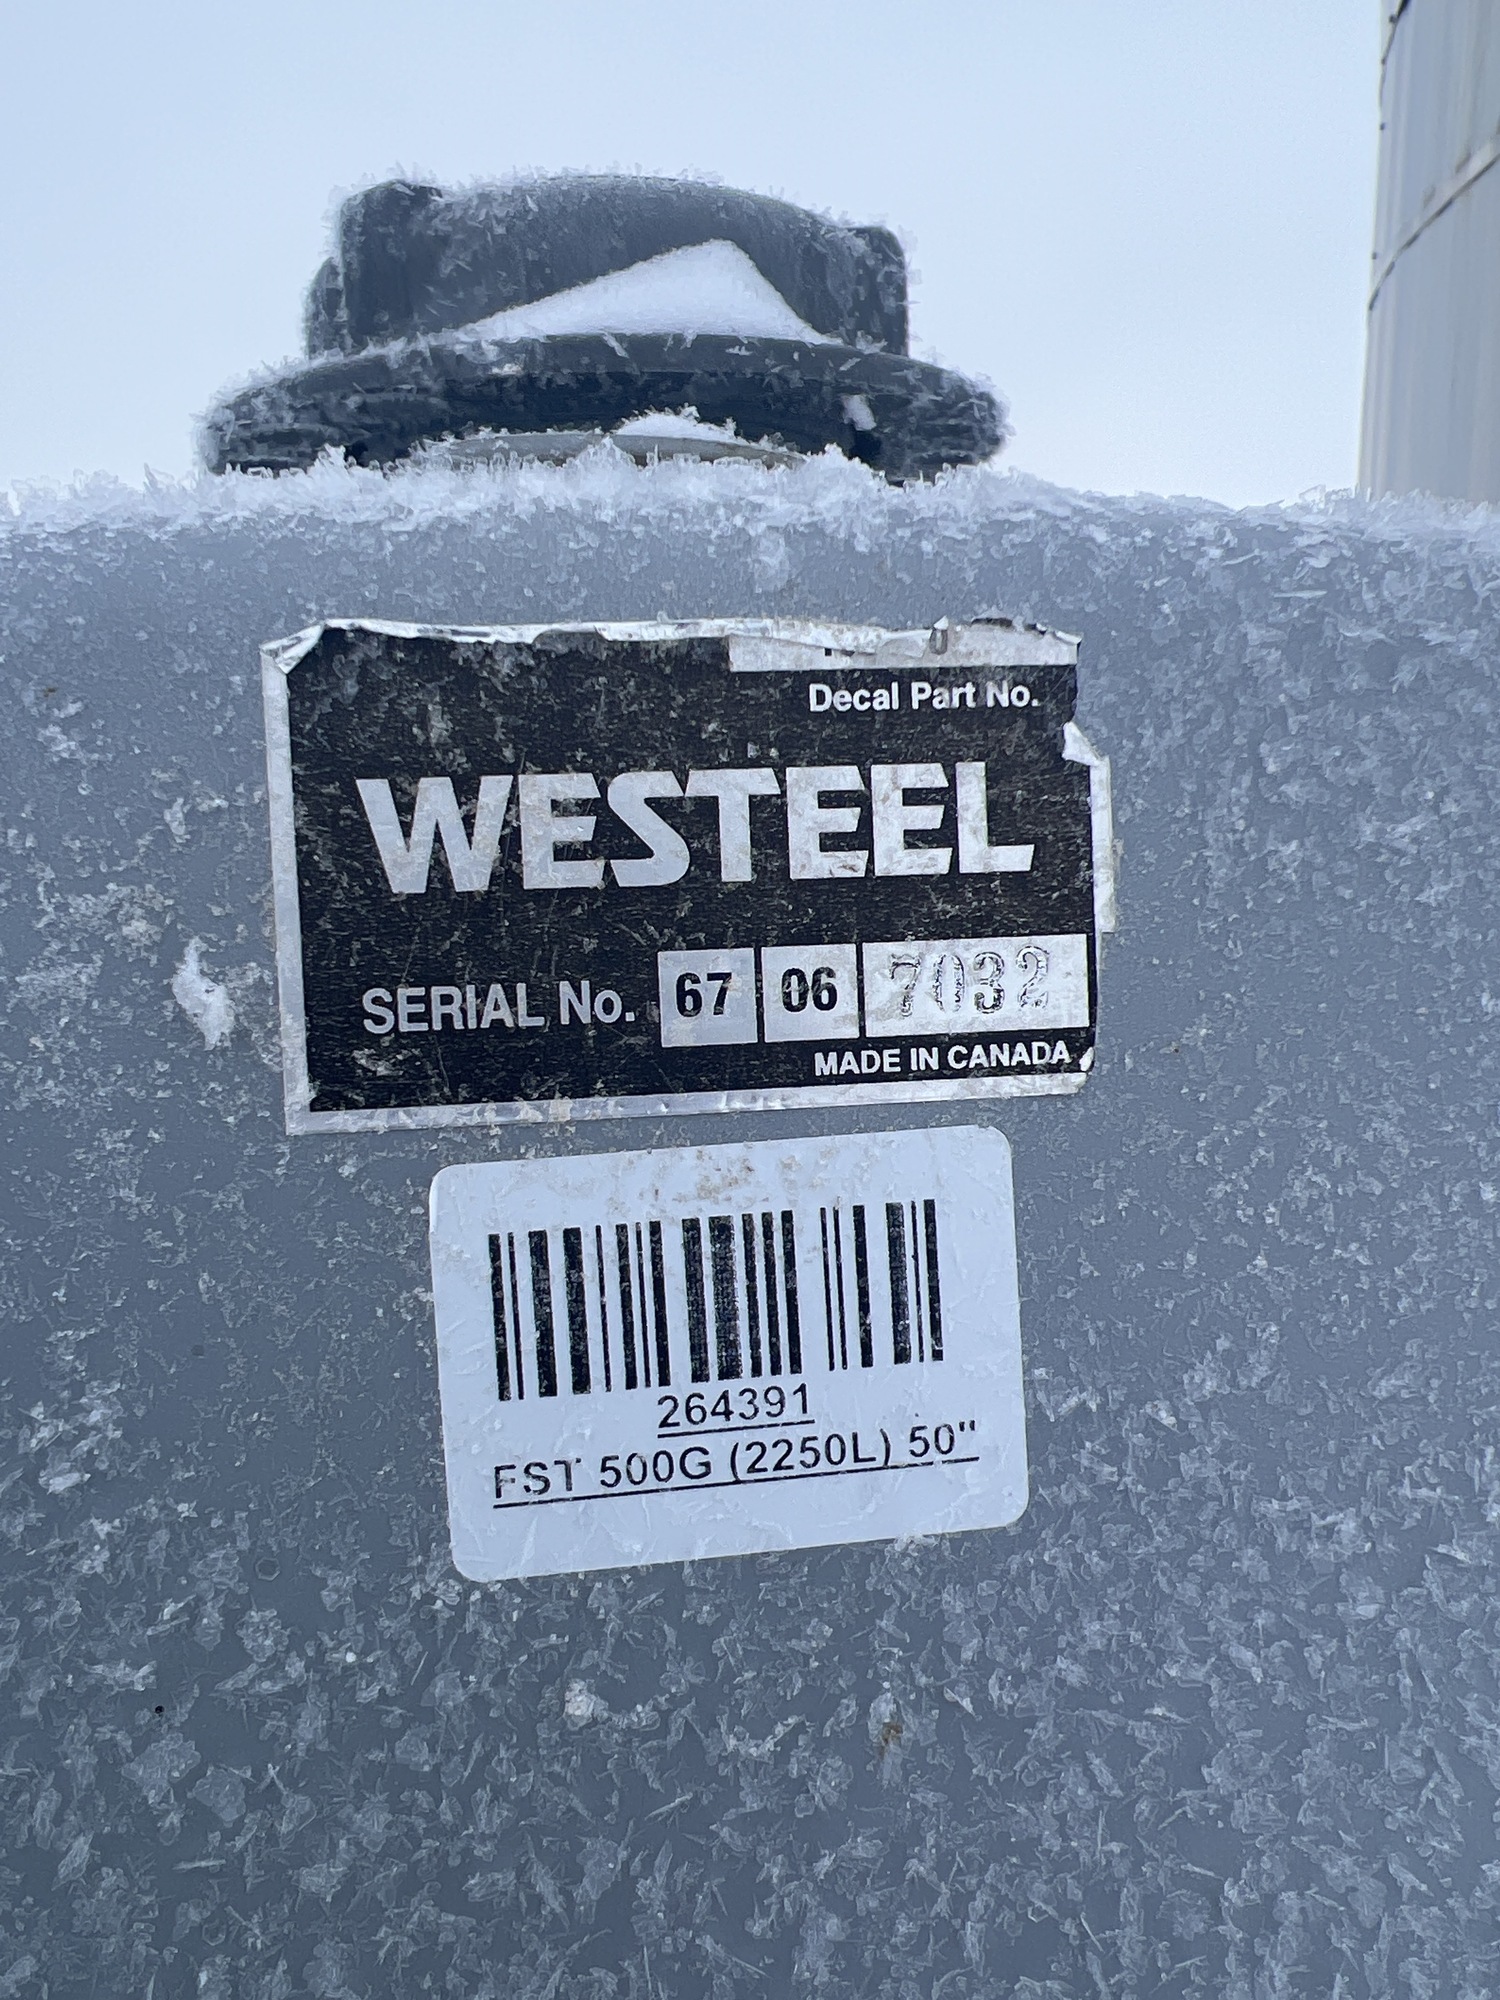 Decal Part No.
WESTEEL
SERIAL No. 67 06 7032
MADE IN CANADA
264391
FST 500G (2250L) 50"